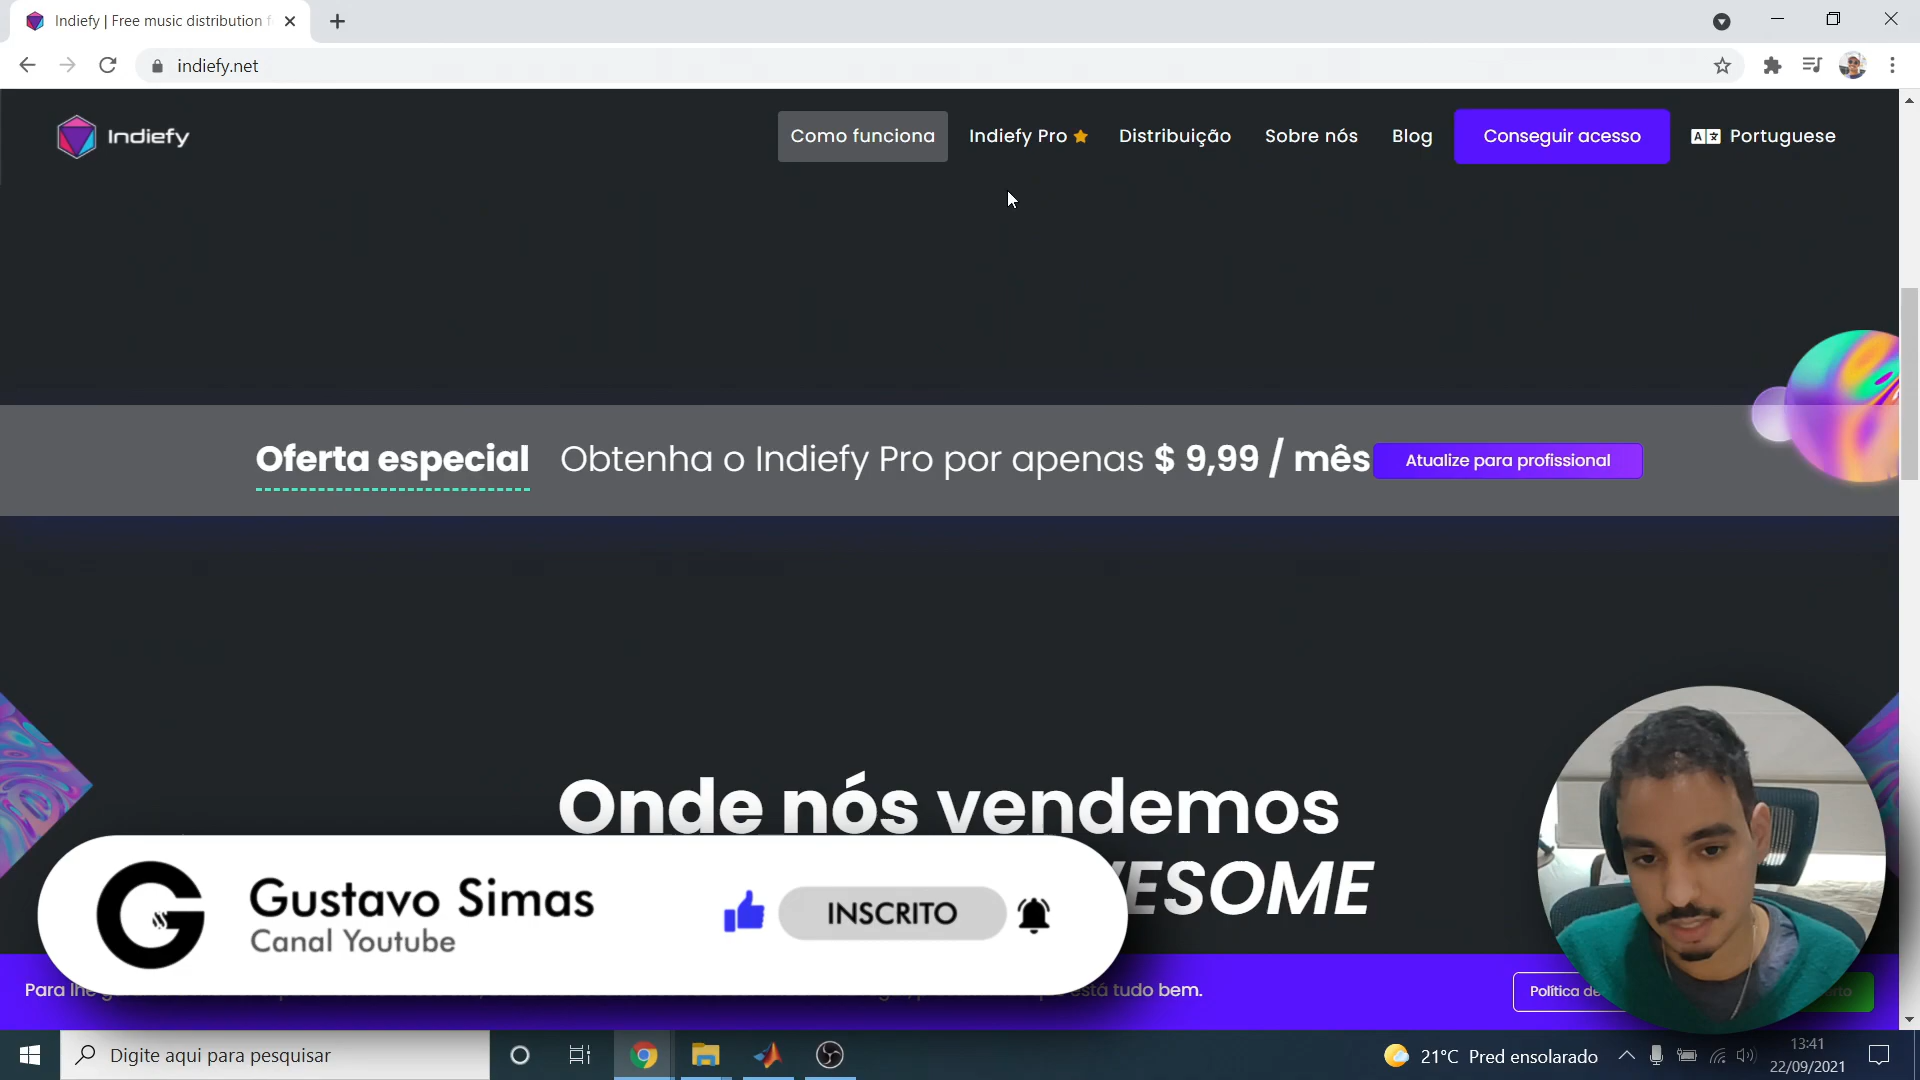 Indiefy | Free music distribution f
indiefy.net
Indiefy
Como funciona
Indiefy Pro
Distribuição
Sobre nós
Blog
Conseguir acesso
Portuguese
Oferta especial
Obtenha o Indiefy Pro por apenas $ 9,99 / mês
Atualize para profissional
Onde nós vendemos
ESOME
Gustavo Simas
Canal Youtube
INSCRITO
Para
está tudo bem.
Política de
Digite aqui para pesquisar
21°C Pred ensolarado
13:41
22/09/2021